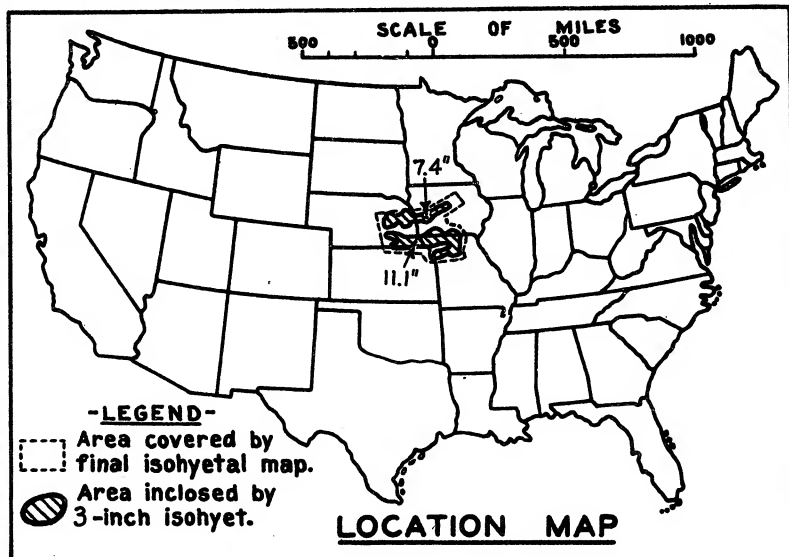 SCALE OF MILES
500 0 500 1000
7.4"
11.1"
-LEGEND-
Area covered by
final isohyetal map.
Area inclosed by
3-inch isohyet.
LOCATION MAP